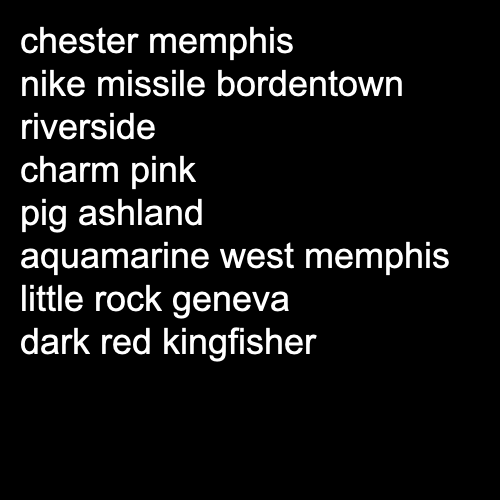 chester memphis
nike missile bordentown
riverside
charm pink
pig ashland
aquamarine west memphis
little rock geneva
dark red kingfisher